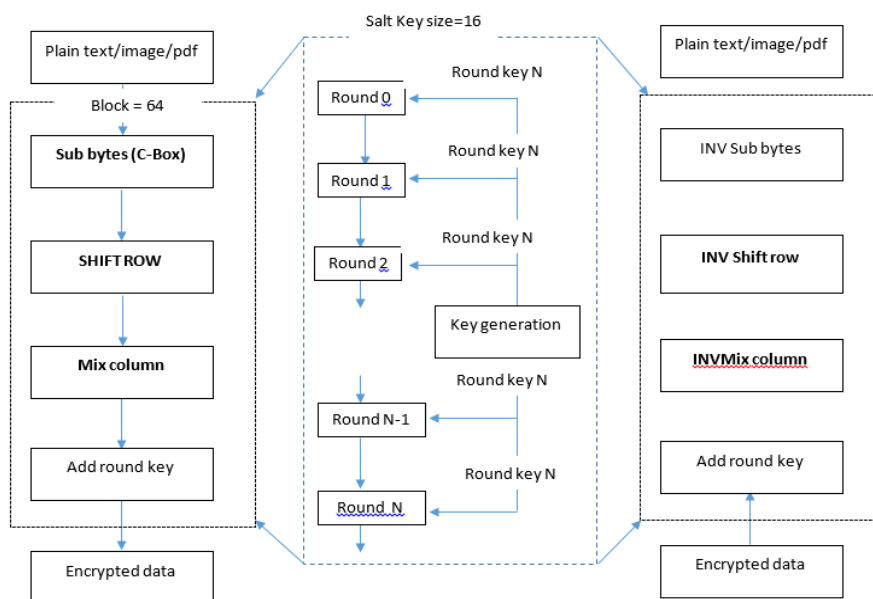 Salt Key size=16
Plain text/image/pdf
Block = 64
Sub bytes (C-Box)
SHIFT ROW
Mix column
Add round key
Encrypted data
Round key N
Round 0
Round key N
Round 1
Round key N
Round 2
Key generation
Round key N
Round N-1
Round key N
Round N
Plain text/image/pdf
INV Sub bytes
INV Shift row
INVMix column
Add round key
Encrypted data